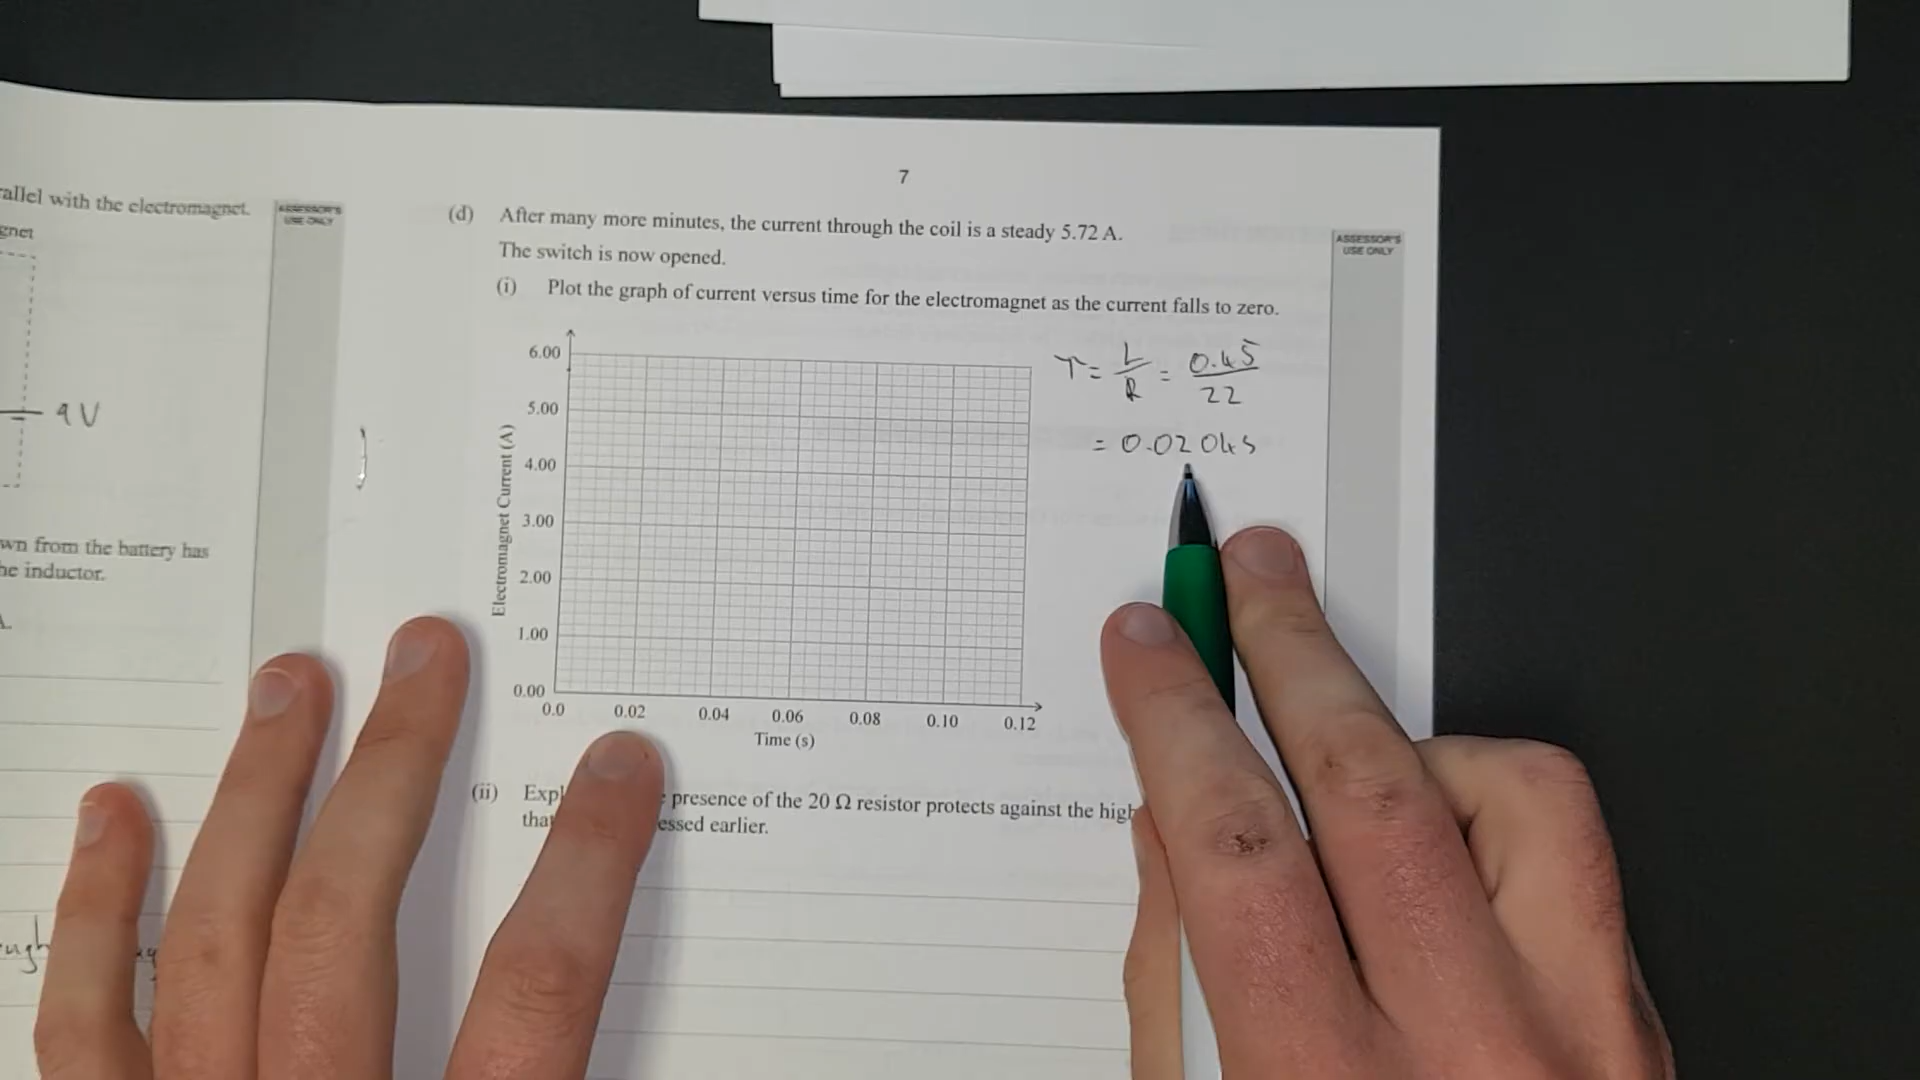 7
rallel with the electromagnet.
gnet
ASSESSOR'S
USE ONLY
9 V
wn from the battery has
he inductor.
(d) After many more minutes, the current through the coil is a steady 5.72 A.
The switch is now opened.
(i) Plot the graph of current versus time for the electromagnet as the current falls to zero.
ASSESSOR'S
USE ONLY
Electromagnet Current (A)
6.00
5.00
4.00
3.00
2.00
1.00
0.00
0.0 0.02 0.04 0.06 0.08 0.10 0.12
Time (s)
τ = L/R = 0.45/22
= 0.0204s
(ii) Expl presence of the 20 Ω resistor protects against the high
that essed earlier.